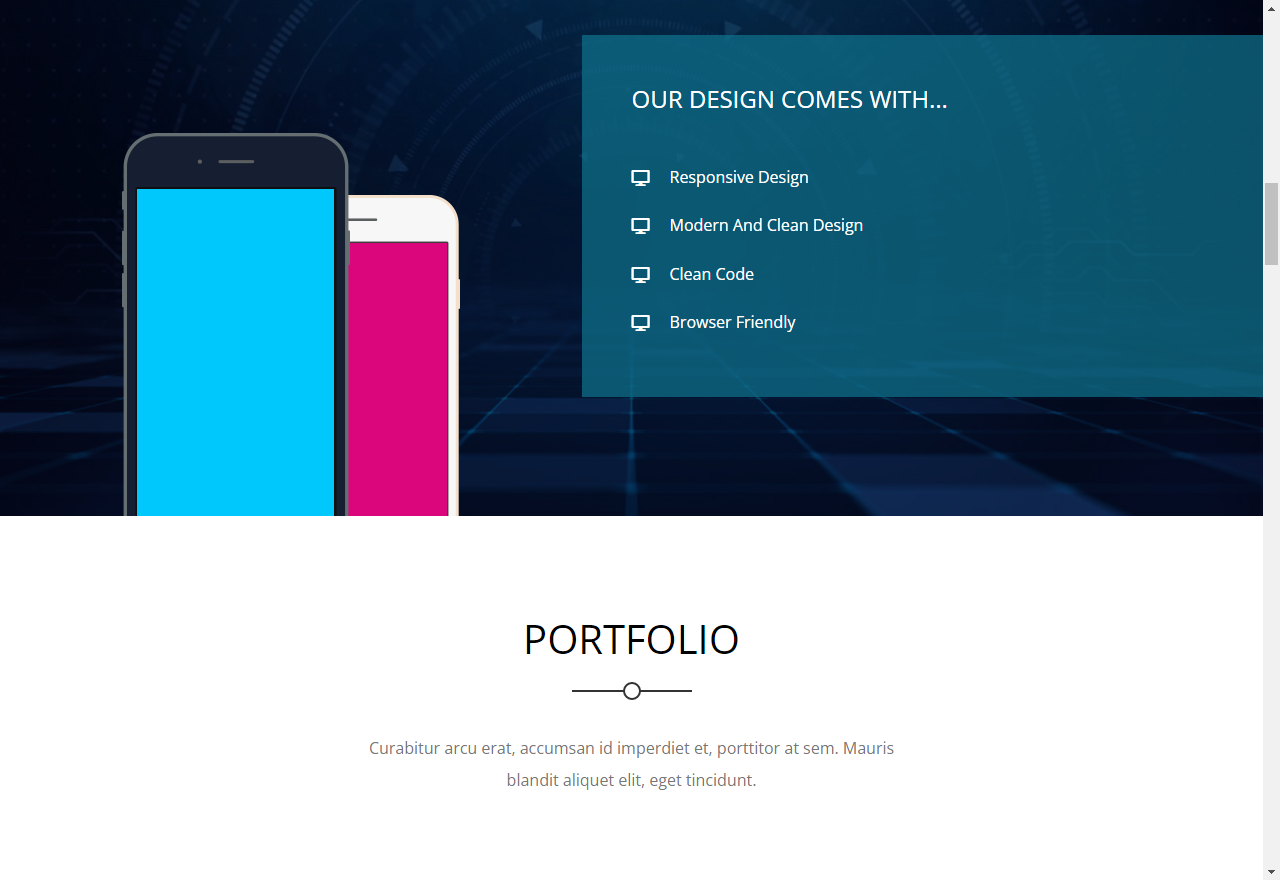 OUR DESIGN COMES WITH...
Responsive Design
Modern And Clean Design
Clean Code
Browser Friendly
PORTFOLIO
Curabitur arcu erat, accumsan id imperdiet et, porttitor at sem. Mauris
blandit aliquet elit, eget tincidunt.